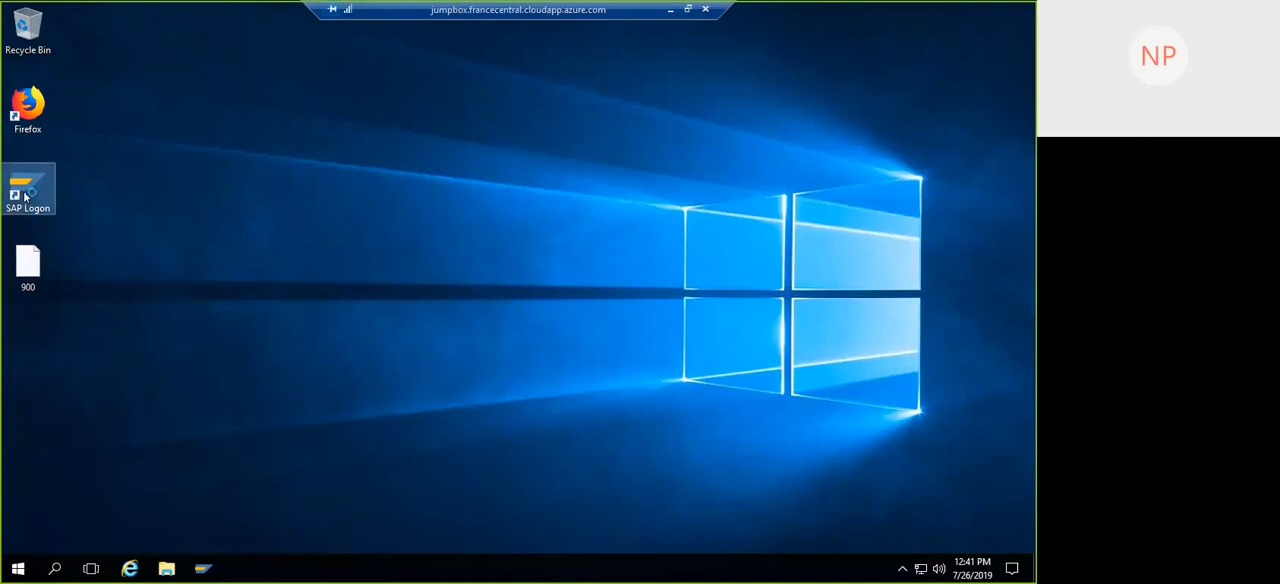 jumpbox.francecentral.cloudapp.azure.com
NP
Recycle Bin
Firefox
SAP Logon
900
12:41 PM
7/26/2019